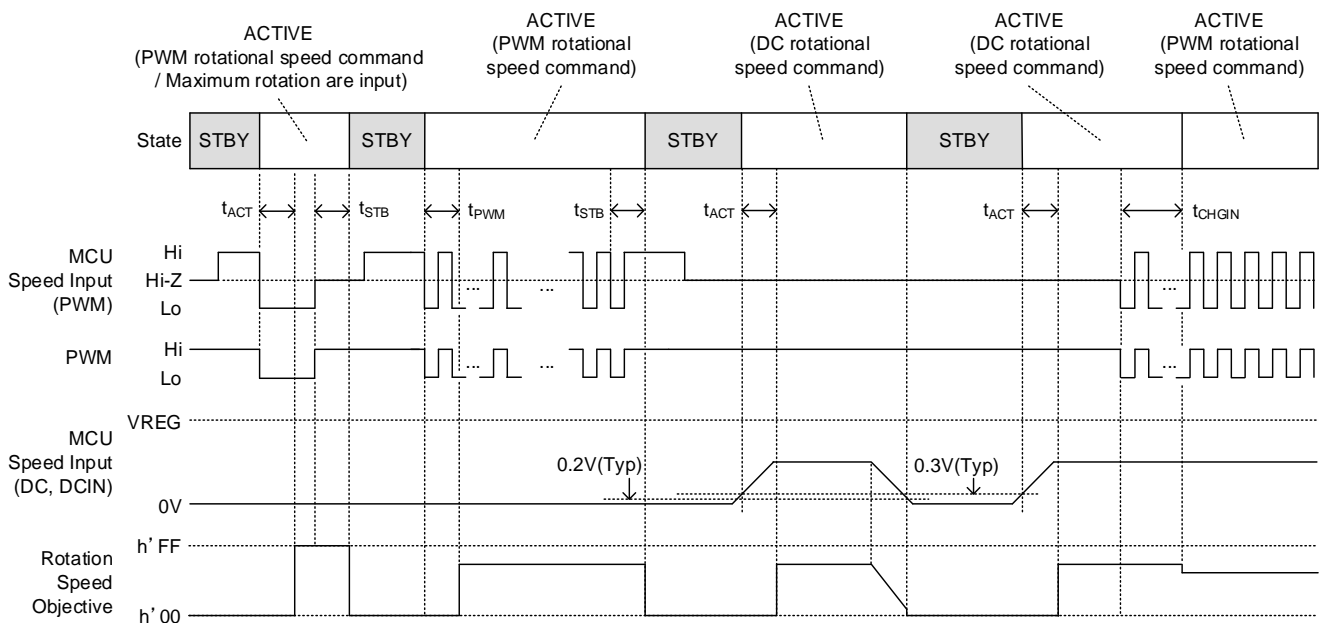 ACTIVE
(PWM rotational speed command
/ Maximum rotation are input)
ACTIVE
(PWM rotational
speed command)
ACTIVE
(DC rotational
speed command)
ACTIVE
(DC rotational
speed command)
ACTIVE
(PWM rotational
speed command)
State STBY STBY STBY STBY
tACT tSTB tPWM tSTB tACT tACT tCHGIN
MCU
Speed Input
(PWM)
Hi
Hi-Z
Lo
... ... ...
PWM
Hi
Lo
... ... ...
MCU
Speed Input
(DC, DCIN)
VREG
0.2V(Typ) 0.3V(Typ)
0V
Rotation
Speed
Objective
h'FF
h'00